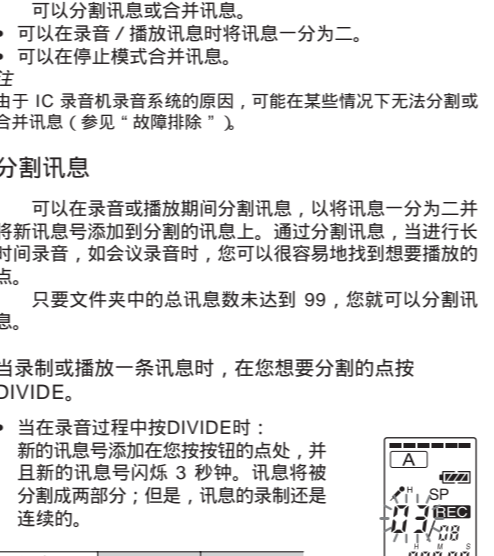 可以分割讯息或合并讯息。
• 可以在录音 / 播放讯息时将讯息一分为二。
• 可以在停止模式合并讯息。
注
由于 IC 录音机录音系统的原因，可能在某些情况下无法分割或
合并讯息（参见“故障排除”）。
分割讯息
可以在录音或播放期间分割讯息，以将讯息一分为二并
将新讯息号添加到分割的讯息上。通过分割讯息，当进行长
时间录音，如会议录音时，您可以很容易地找到想要播放的
点。
只要文件夹中的总讯息数未达到 99，您就可以分割讯
息。
当录制或播放一条讯息时，在您想要分割的点按
DIVIDE。
• 当在录音过程中按DIVIDE时：
新的讯息号添加在您按按钮的点处，并
且新的讯息号闪烁 3 秒钟。讯息将被
分割成两部分；但是，讯息的录制还是
连续的。
A
H SP
03 REC
08
H M S